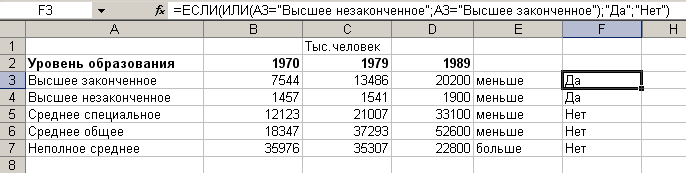 F3 fx =ЕСЛИ(ИЛИ(A3="Высшее незаконченное";A3="Высшее законченное");"Да";"Нет")
A B C D E F H
1 Тыс.человек
2 Уровень образования 1970 1979 1989
3 Высшее законченное 7544 13486 20200 меньше Да
4 Высшее незаконченное 1457 1541 1900 меньше Да
5 Среднее специальное 12123 21007 33100 меньше Нет
6 Среднее общее 18347 37293 52600 меньше Нет
7 Неполное среднее 35976 35307 22800 больше Нет
8